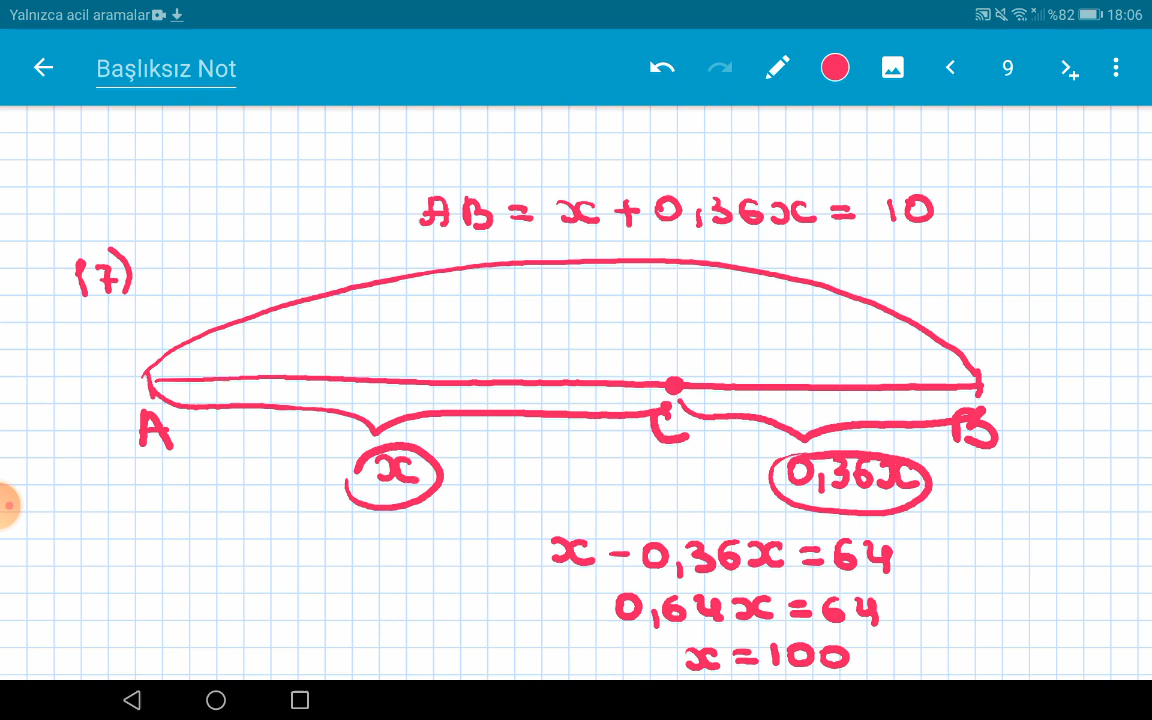 Yalnızca acil aramalar %82 18:06
Başlıksız Not 9
AB = x + 0,36x = 10
(7)
A C B
x 0,36x
x - 0,36x = 64
0,64x = 64
x = 100